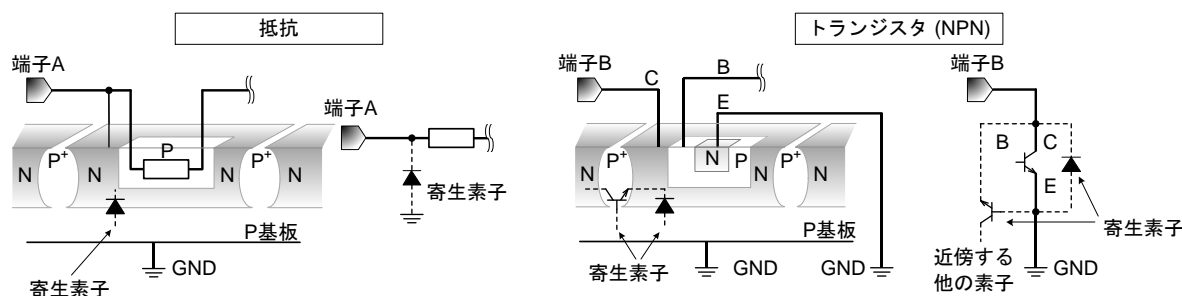 抵抗
端子A
P
N
P+
N
N
P+
N
P基板
GND
寄生素子
端子A
寄生素子
トランジスタ (NPN)
端子B
C
B
E
N
P+
N
N
P
N
P+
N
P基板
寄生素子
GND
GND
端子B
B
C
E
寄生素子
近傍する
他の素子